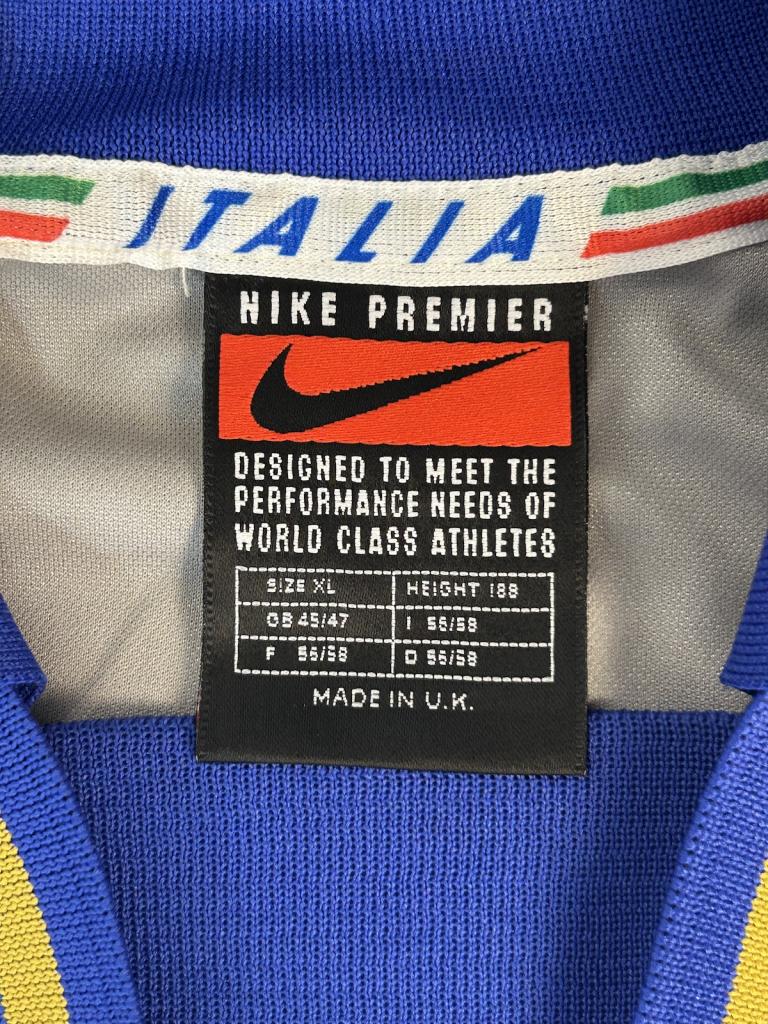 ITALIA
NIKE PREMIER
DESIGNED TO MEET THE
PERFORMANCE NEEDS OF
WORLD CLASS ATHLETES
SIZE XL HEIGHT 188
GB 45/47 I 56/58
F 56/58 D 56/58
MADE IN U.K.